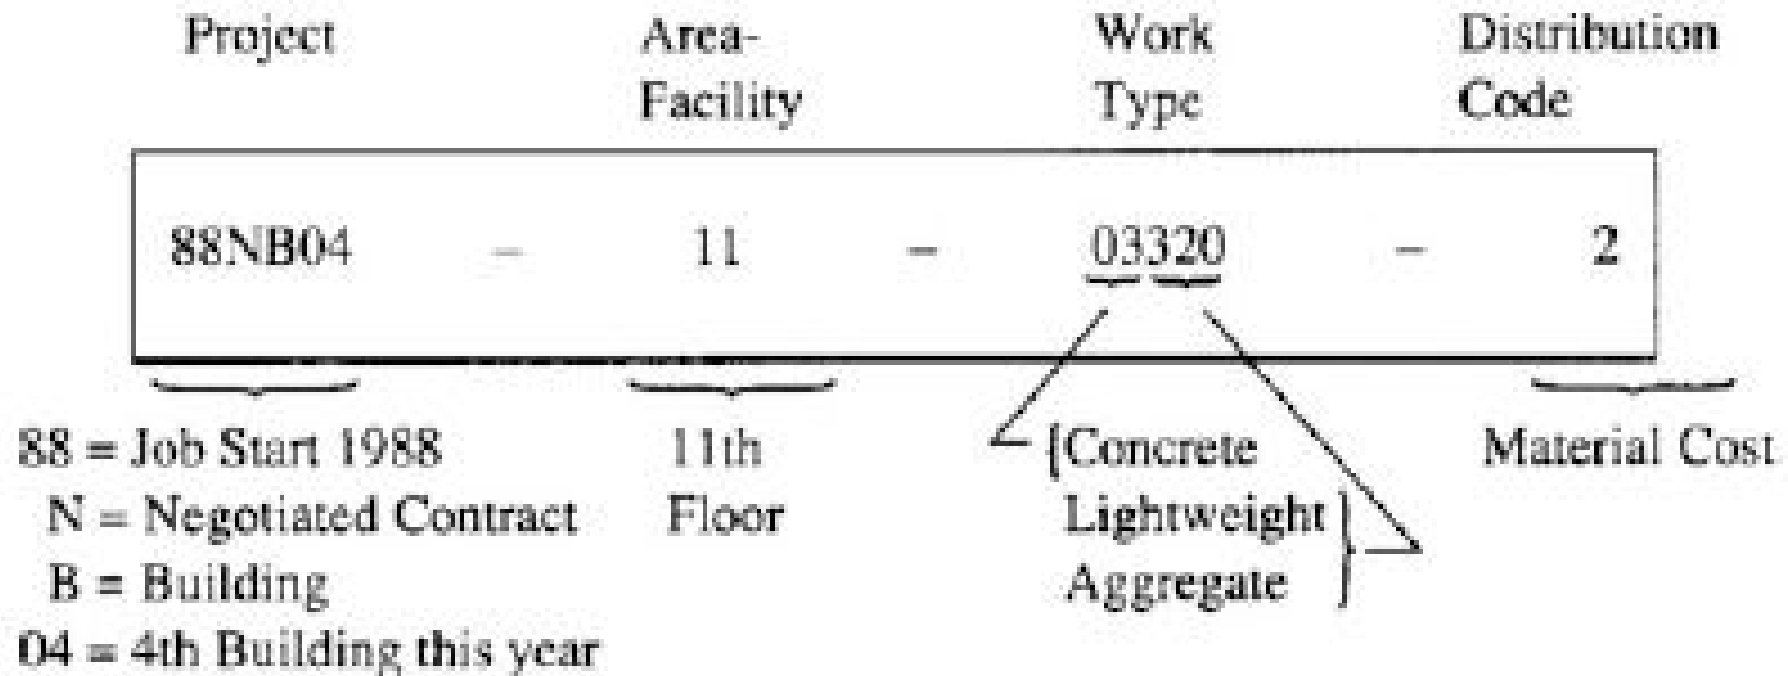 Project Area- Work Distribution
Facility Type Code
88NB04 – 11 – 03320 – 2
88 = Job Start 1988 11th {Concrete Material Cost
N = Negotiated Contract Floor Lightweight
B = Building Aggregate }
04 = 4th Building this year